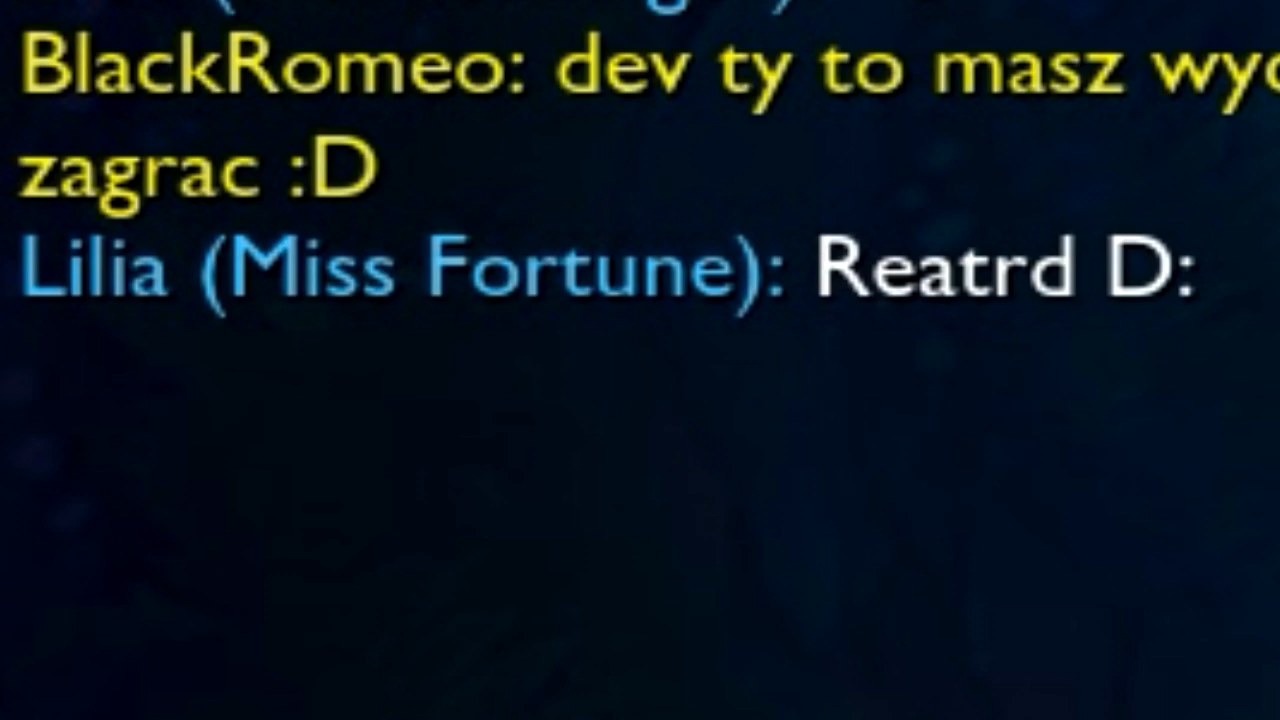 BlackRomeo: dev ty to masz
zagrac :D
Lilia (Miss Fortune): Reatrd D: